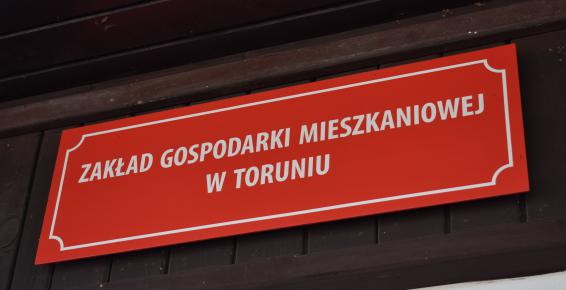 ZAKŁAD GOSPODARKI MIESZKANIOWEJ
W TORUNIU